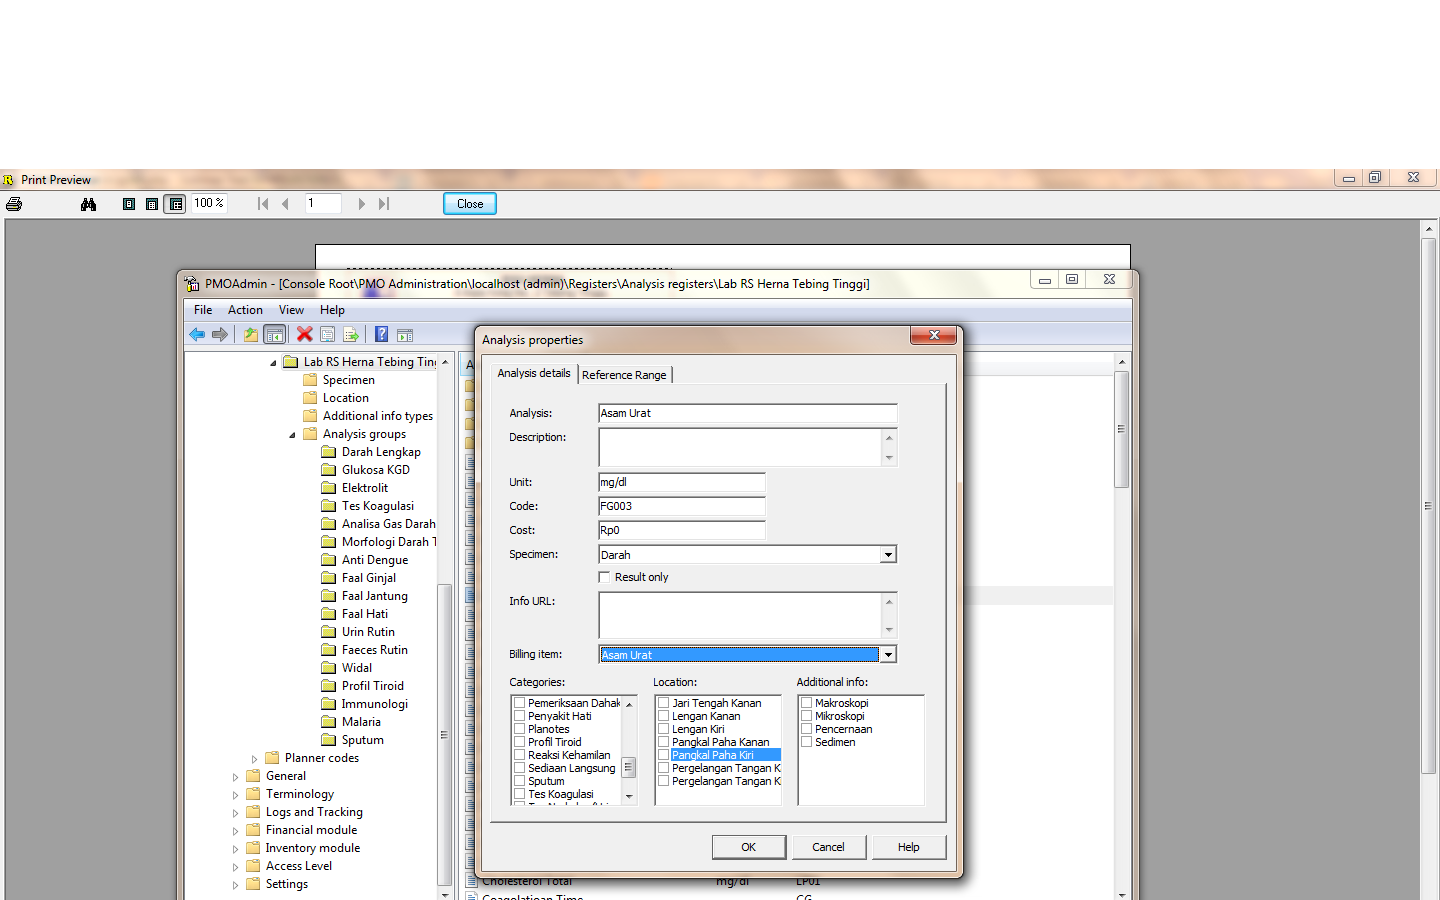 Print Preview
100 %
1
Close
PMOAdmin - [Console Root\PMO Administration\localhost (admin)\Registers\Analysis registers\Lab RS Herna Tebing Tinggi]
File Action View Help
Lab RS Herna Tebing Ting
Specimen
Location
Additional info types
Analysis groups
Darah Lengkap
Glukosa KGD
Elektrolit
Tes Koagulasi
Analisa Gas Darah
Morfologi Darah T
Anti Dengue
Faal Ginjal
Faal Jantung
Faal Hati
Urin Rutin
Faeces Rutin
Widal
Profil Tiroid
Immunologi
Malaria
Sputum
Planner codes
General
Terminology
Logs and Tracking
Financial module
Inventory module
Access Level
Settings
Analysis properties
Analysis details
Reference Range
Analysis: Asam Urat
Description:
Unit: mg/dl
Code: FG003
Cost: Rp0
Specimen: Darah
Result only
Info URL:
Billing item: Asam Urat
Categories:
Pemeriksaan Dahak
Penyakit Hati
Planotes
Profil Tiroid
Reaksi Kehamilan
Sediaan Langsung
Sputum
Tes Koagulasi
Location:
Jari Tengah Kanan
Lengan Kanan
Lengan Kiri
Pangkal Paha Kanan
Pangkal Paha Kiri
Pergelangan Tangan K
Pergelangan Tangan Ki
Additional info:
Makroskopi
Mikroskopi
Pencernaan
Sedimen
OK Cancel Help
Cholesterol Total mg/dl LP01
Coagolatioan Time CG